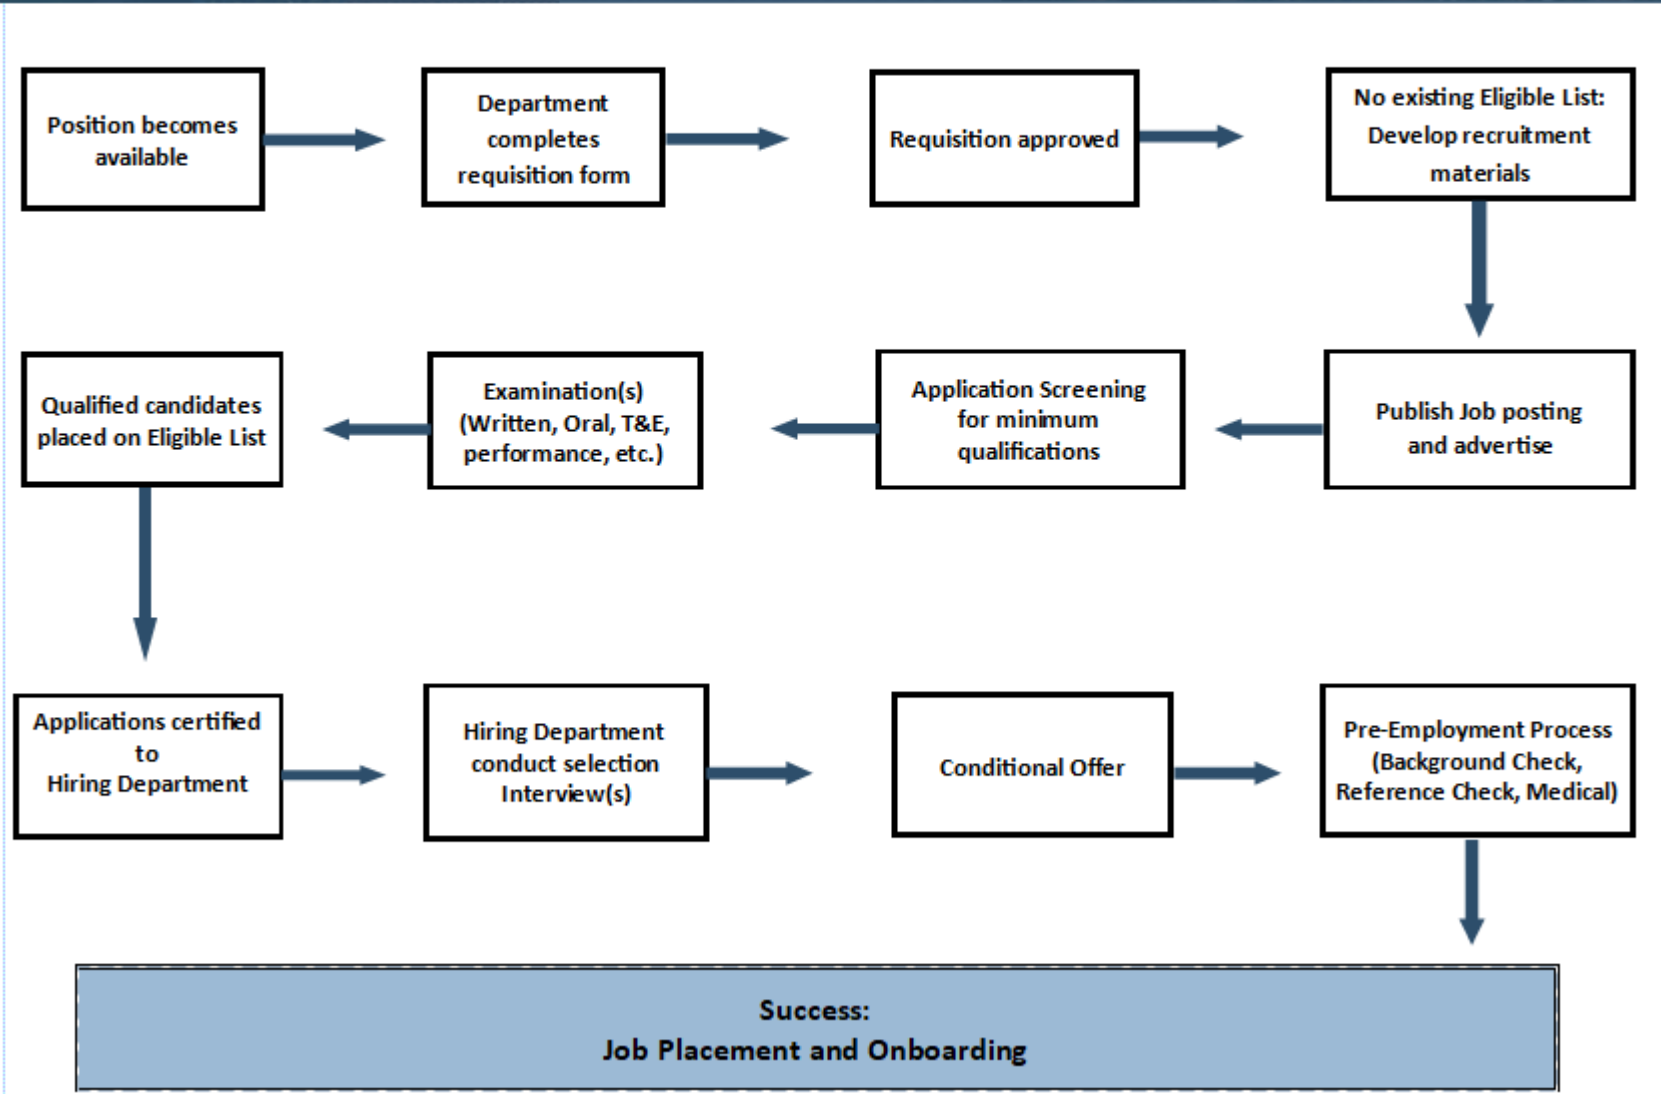 Position becomes
available
Department
completes
requisition form
Requisition approved
No existing Eligible List:
Develop recruitment
materials
Publish Job posting
and advertise
Application Screening
for minimum
qualifications
Examination(s)
(Written, Oral, T&E,
performance, etc.)
Qualified candidates
placed on Eligible List
Applications certified
to
Hiring Department
Hiring Department
conduct selection
Interview(s)
Conditional Offer
Pre-Employment Process
(Background Check,
Reference Check, Medical)
Success:
Job Placement and Onboarding